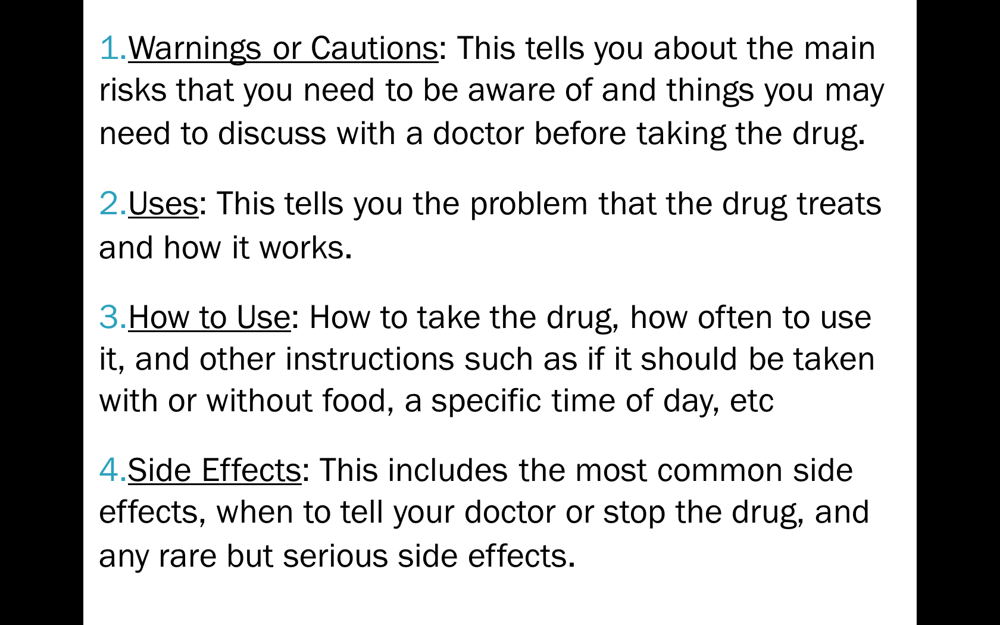 1.Warnings or Cautions: This tells you about the main
risks that you need to be aware of and things you may
need to discuss with a doctor before taking the drug.
2.Uses: This tells you the problem that the drug treats
and how it works.
3.How to Use: How to take the drug, how often to use
it, and other instructions such as if it should be taken
with or without food, a specific time of day, etc
4.Side Effects: This includes the most common side
effects, when to tell your doctor or stop the drug, and
any rare but serious side effects.